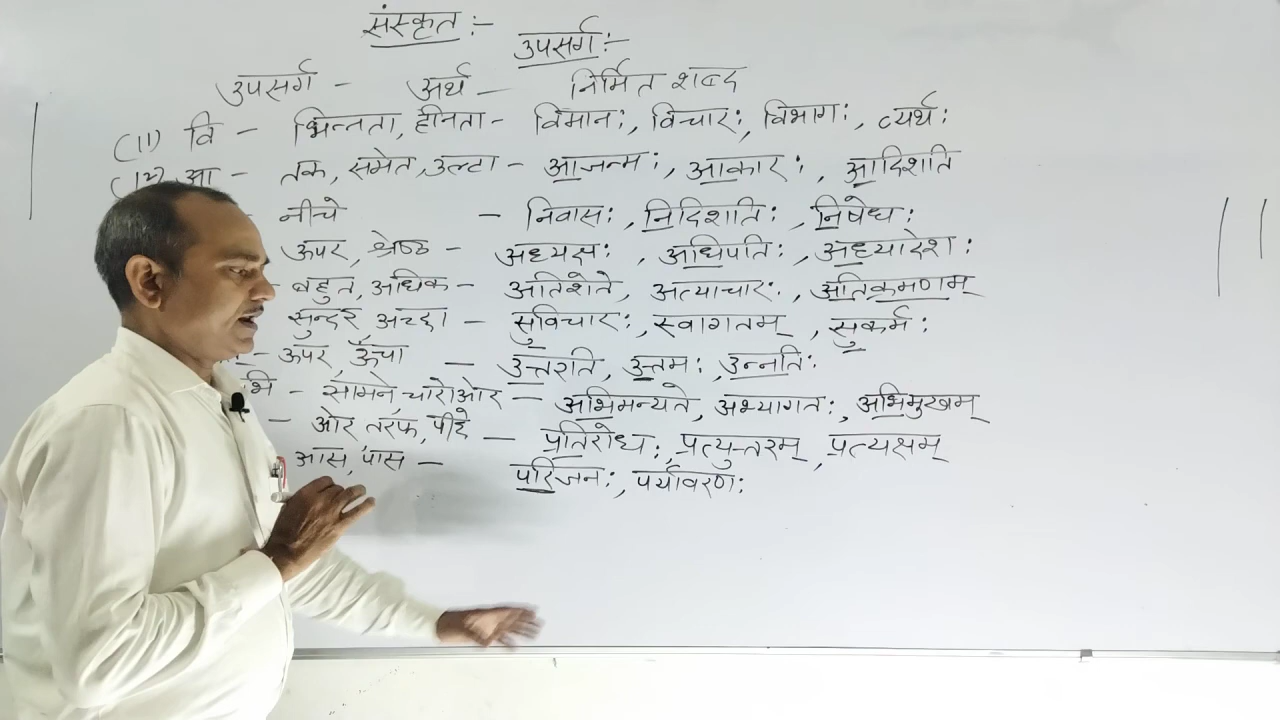 संस्कृत :-
उपसर्ग :-
उपसर्ग - अर्थ - निर्मित शब्द
(11) वि - भिन्नता, हीनता - विमानः, विचारः, विभागः, व्यर्थः
(12) आ - तक, समेत, उल्टा - आजन्मः, आकारः, आदिशति
- नीचे - निवासः, निदिशतिः, निषेधः
ऊपर, श्रेष्ठ - अध्यक्षः, अधिपतिः, अध्यादेशः
बहुत, अधिक - अतिशेते, अत्याचारः, अतिक्रमणम्
सुन्दर, अच्छा - सुविचारः, स्वागतम्, सुकर्मः
- ऊपर, ऊँचा - उत्तरति, उत्तमः, उन्नतिः
भि - सामने, चारो ओर - अभिमन्यते, अभ्यागतः, अभिमुखम्
- ओर, तरफ, पीछे - प्रतिरोधः, प्रत्युत्तरम्, प्रत्यक्षम्
आस, पास - परिजनः, पर्यावरणः